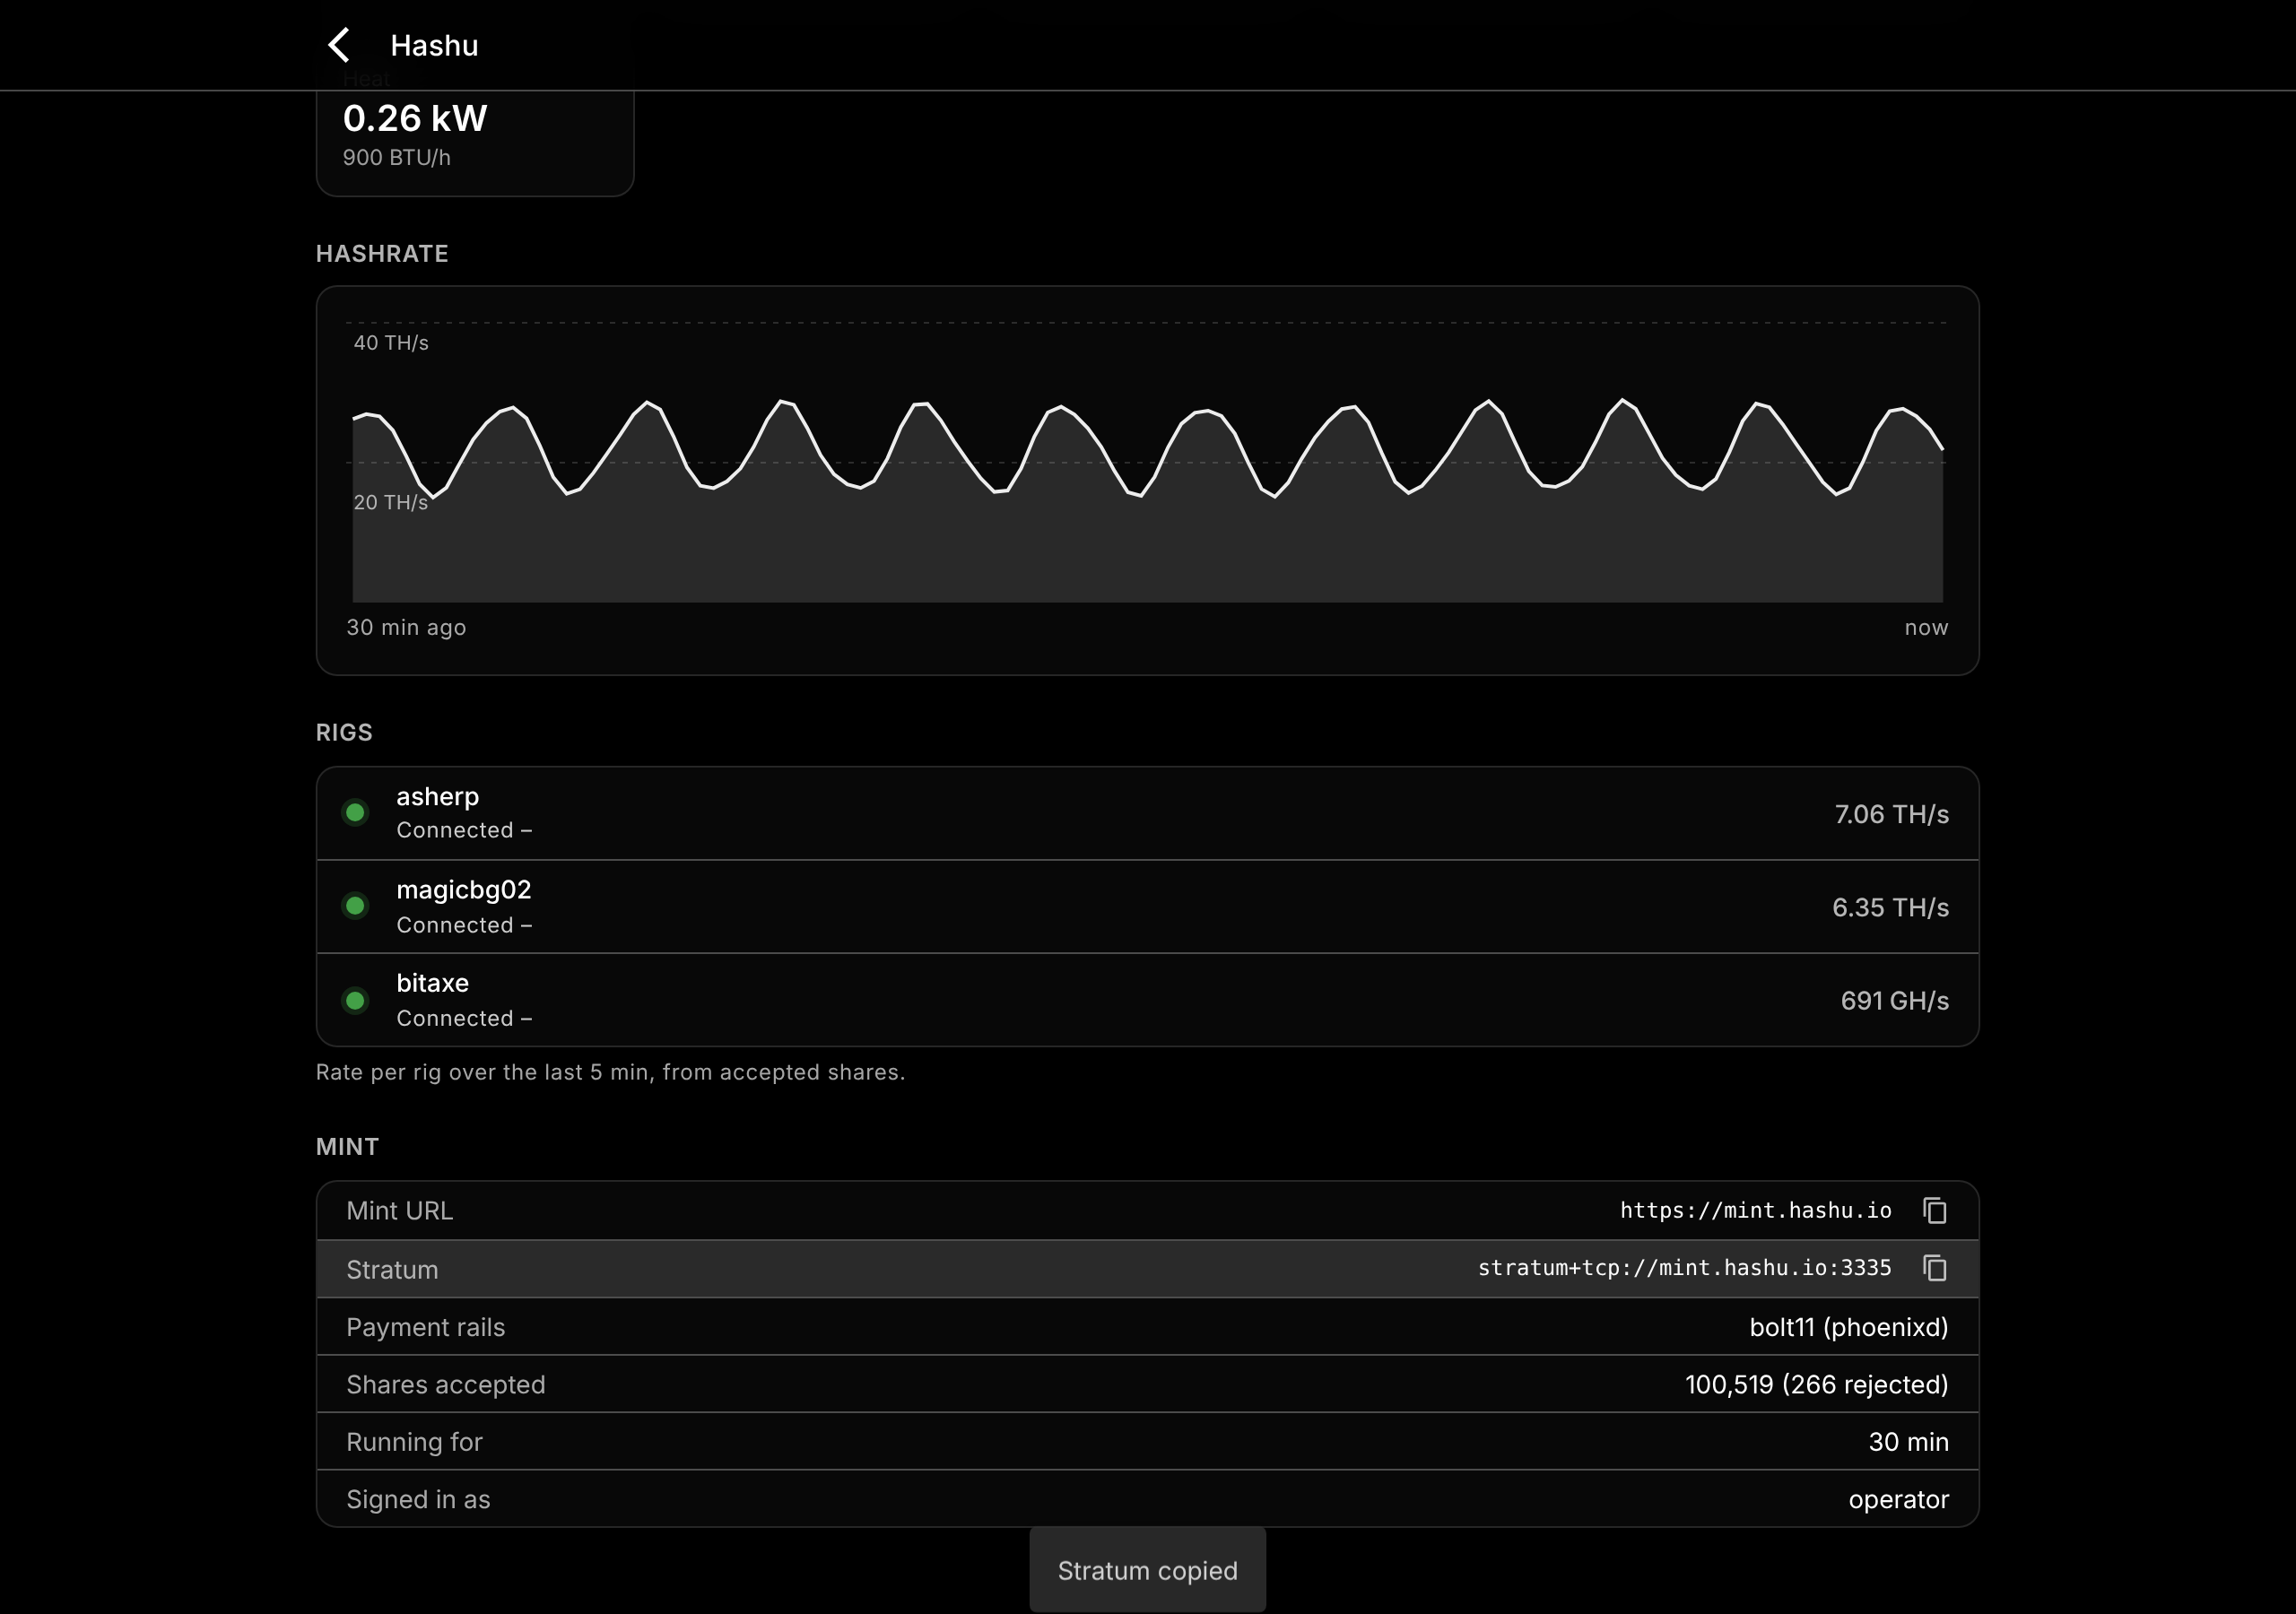 Hashu
Heat
0.26 kW
900 BTU/h
HASHRATE
40 TH/s
20 TH/s
30 min ago
now
RIGS
asherp
Connected –
7.06 TH/s
magicbg02
Connected –
6.35 TH/s
bitaxe
Connected –
691 GH/s
Rate per rig over the last 5 min, from accepted shares.
MINT
Mint URL
https://mint.hashu.io
Stratum
stratum+tcp://mint.hashu.io:3335
Payment rails
bolt11 (phoenixd)
Shares accepted
100,519 (266 rejected)
Running for
30 min
Signed in as
operator
Stratum copied